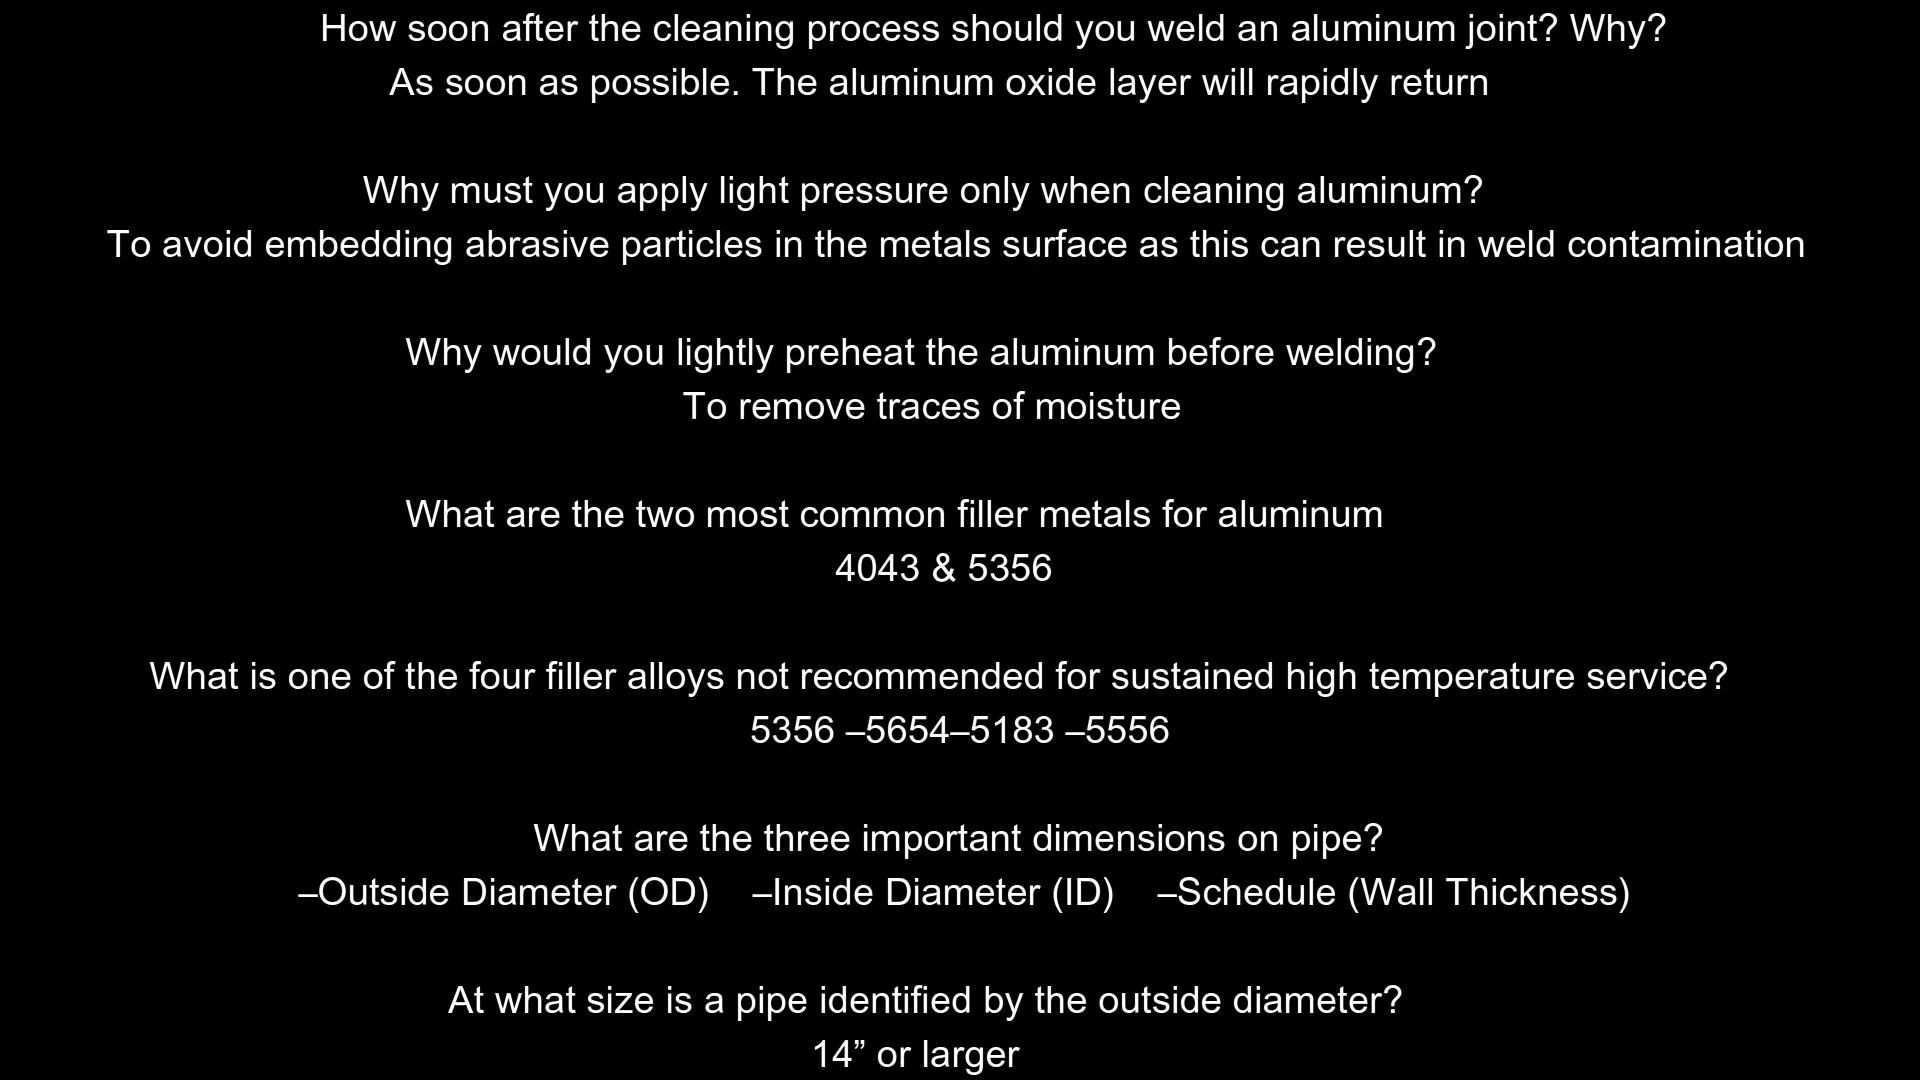 How soon after the cleaning process should you weld an aluminum joint? Why?
As soon as possible. The aluminum oxide layer will rapidly return
Why must you apply light pressure only when cleaning aluminum?
To avoid embedding abrasive particles in the metals surface as this can result in weld contamination
Why would you lightly preheat the aluminum before welding?
To remove traces of moisture
What are the two most common filler metals for aluminum
4043 & 5356
What is one of the four filler alloys not recommended for sustained high temperature service?
5356 –5654–5183 –5556
What are the three important dimensions on pipe?
–Outside Diameter (OD) –Inside Diameter (ID) –Schedule (Wall Thickness)
At what size is a pipe identified by the outside diameter?
14” or larger